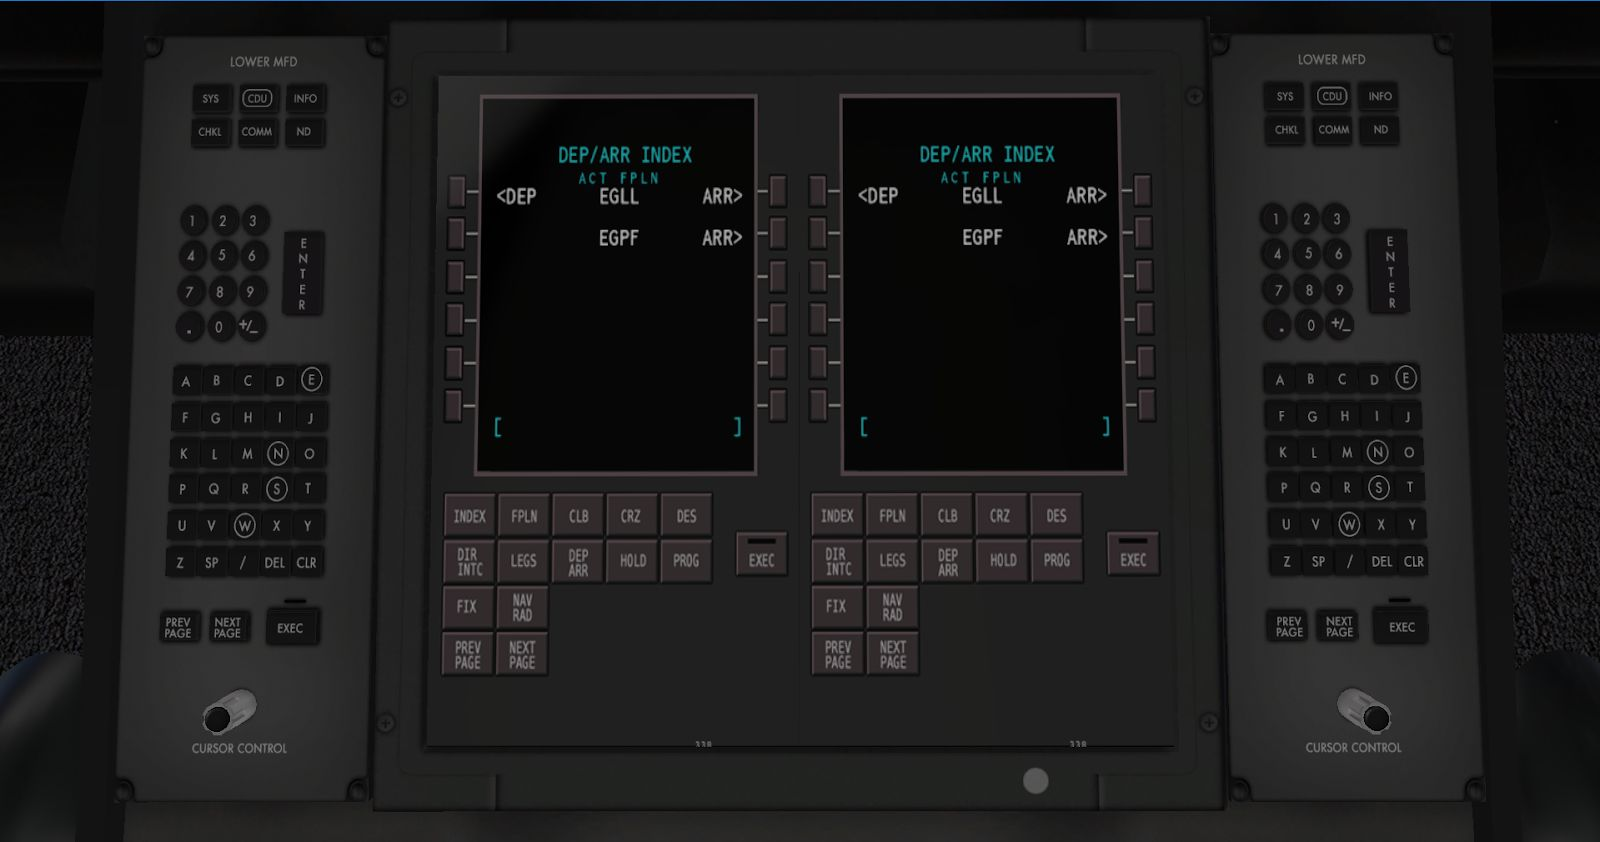 LOWER MFD
SYS CDU INFO
CHKL COMM ND
1 2 3
4 5 6
7 8 9
. 0 +/_
ENTER
A B C D E
F G H I J
K L M N O
P Q R S T
U V W X Y
Z SP / DEL CLR
PREV PAGE NEXT PAGE EXEC
CURSOR CONTROL
DEP/ARR INDEX
ACT FPLN
<DEP EGLL ARR>
EGPF ARR>
[ ]
INDEX FPLN CLB CRZ DES
DIR INTC LEGS DEP ARR HOLD PROG EXEC
FIX NAV RAD
PREV PAGE NEXT PAGE
DEP/ARR INDEX
ACT FPLN
<DEP EGLL ARR>
EGPF ARR>
[ ]
INDEX FPLN CLB CRZ DES
DIR INTC LEGS DEP ARR HOLD PROG EXEC
FIX NAV RAD
PREV PAGE NEXT PAGE
LOWER MFD
SYS CDU INFO
CHKL COMM ND
1 2 3
4 5 6
7 8 9
. 0 +/_
ENTER
A B C D E
F G H I J
K L M N O
P Q R S T
U V W X Y
Z SP / DEL CLR
PREV PAGE NEXT PAGE EXEC
CURSOR CONTROL